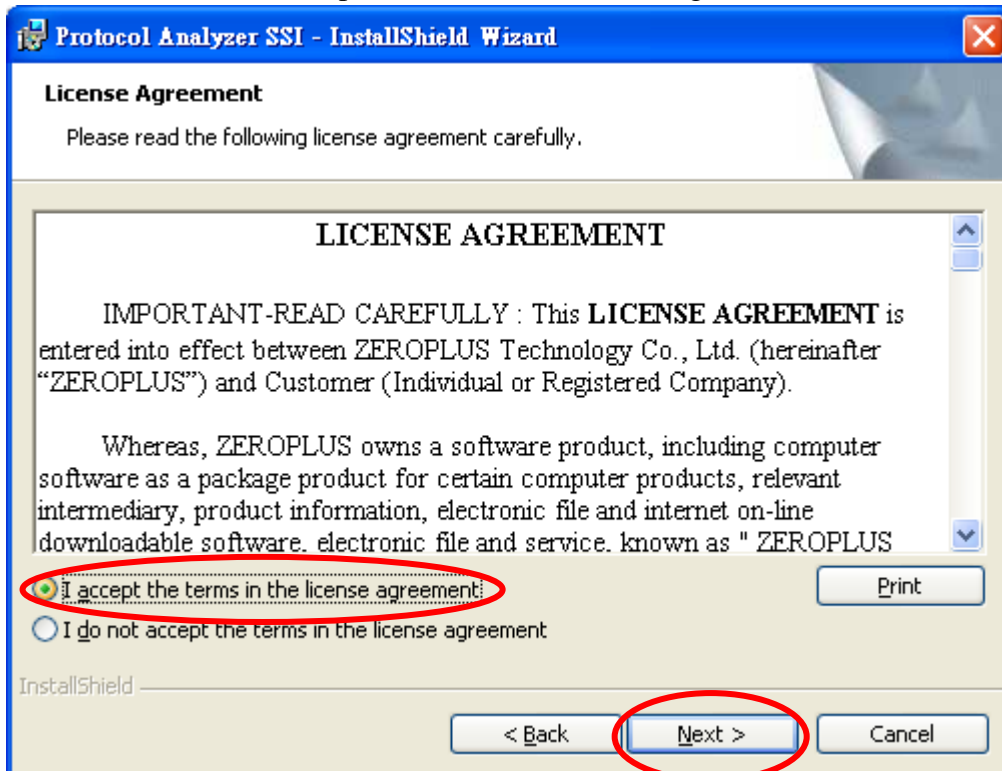 Protocol Analyzer SSI - InstallShield Wizard
License Agreement
Please read the following license agreement carefully.
LICENSE AGREEMENT
IMPORTANT-READ CAREFULLY : This LICENSE AGREEMENT is
entered into effect between ZEROPLUS Technology Co., Ltd. (hereinafter
“ZEROPLUS”) and Customer (Individual or Registered Company).
Whereas, ZEROPLUS owns a software product, including computer
software as a package product for certain computer products, relevant
intermediary, product information, electronic file and internet on-line
downloadable software, electronic file and service, known as " ZEROPLUS
I accept the terms in the license agreement
Print
I do not accept the terms in the license agreement
InstallShield
< Back
Next >
Cancel